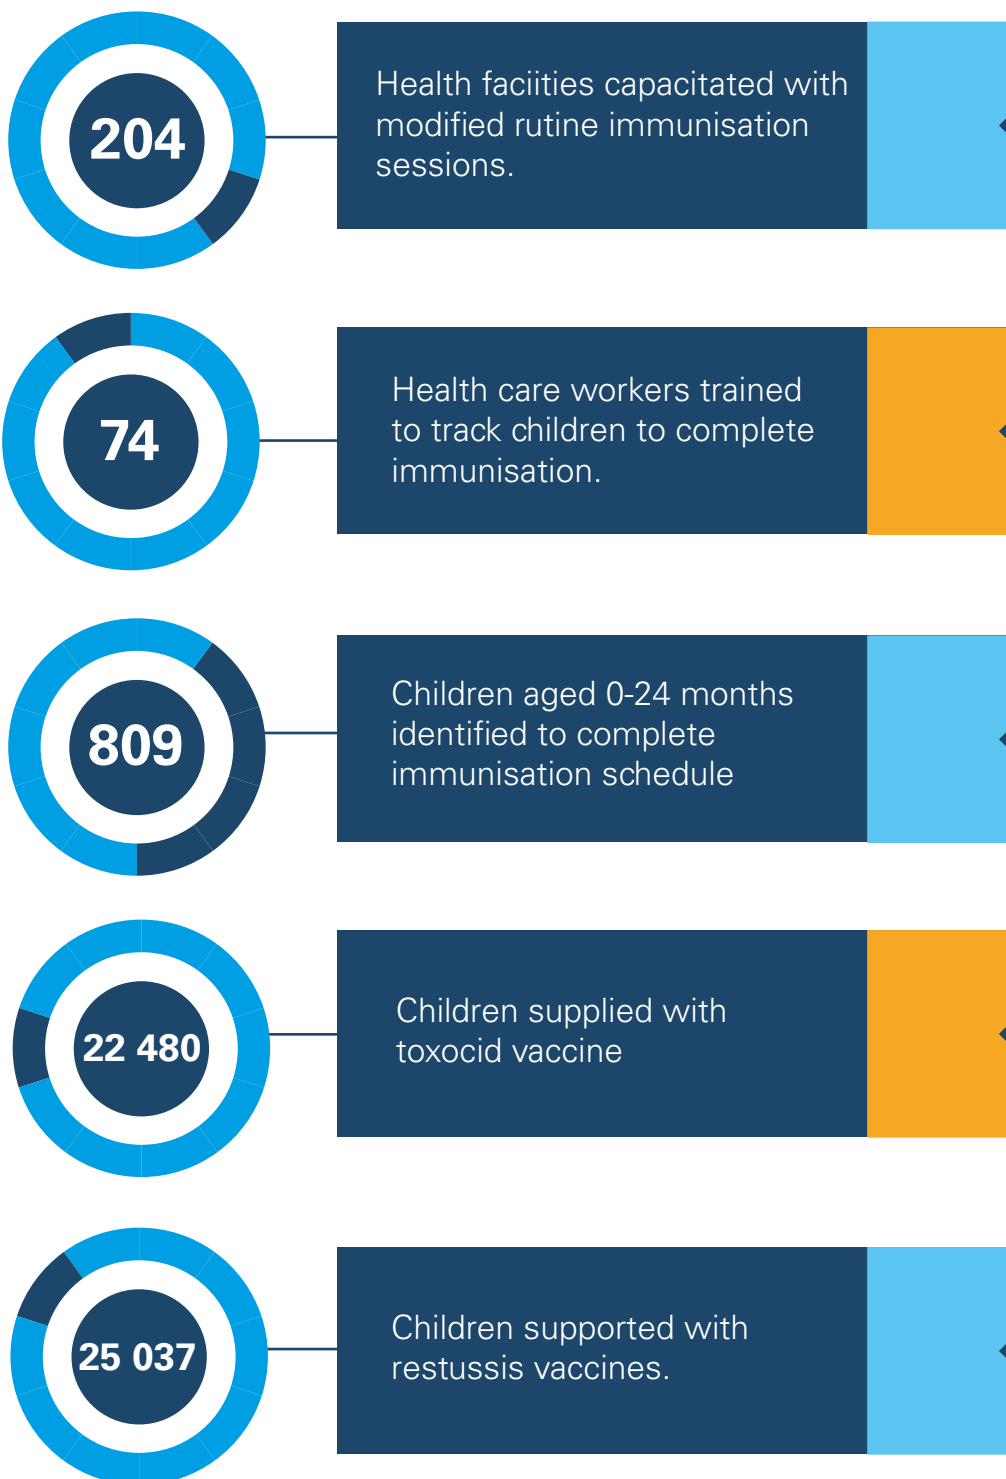 204
Health faciities capacitated with
modified rutine immunisation
sessions.
74
Health care workers trained
to track children to complete
immunisation.
809
Children aged 0-24 months
identified to complete
immunisation schedule
22 480
Children supplied with
toxocid vaccine
25 037
Children supported with
restussis vaccines.